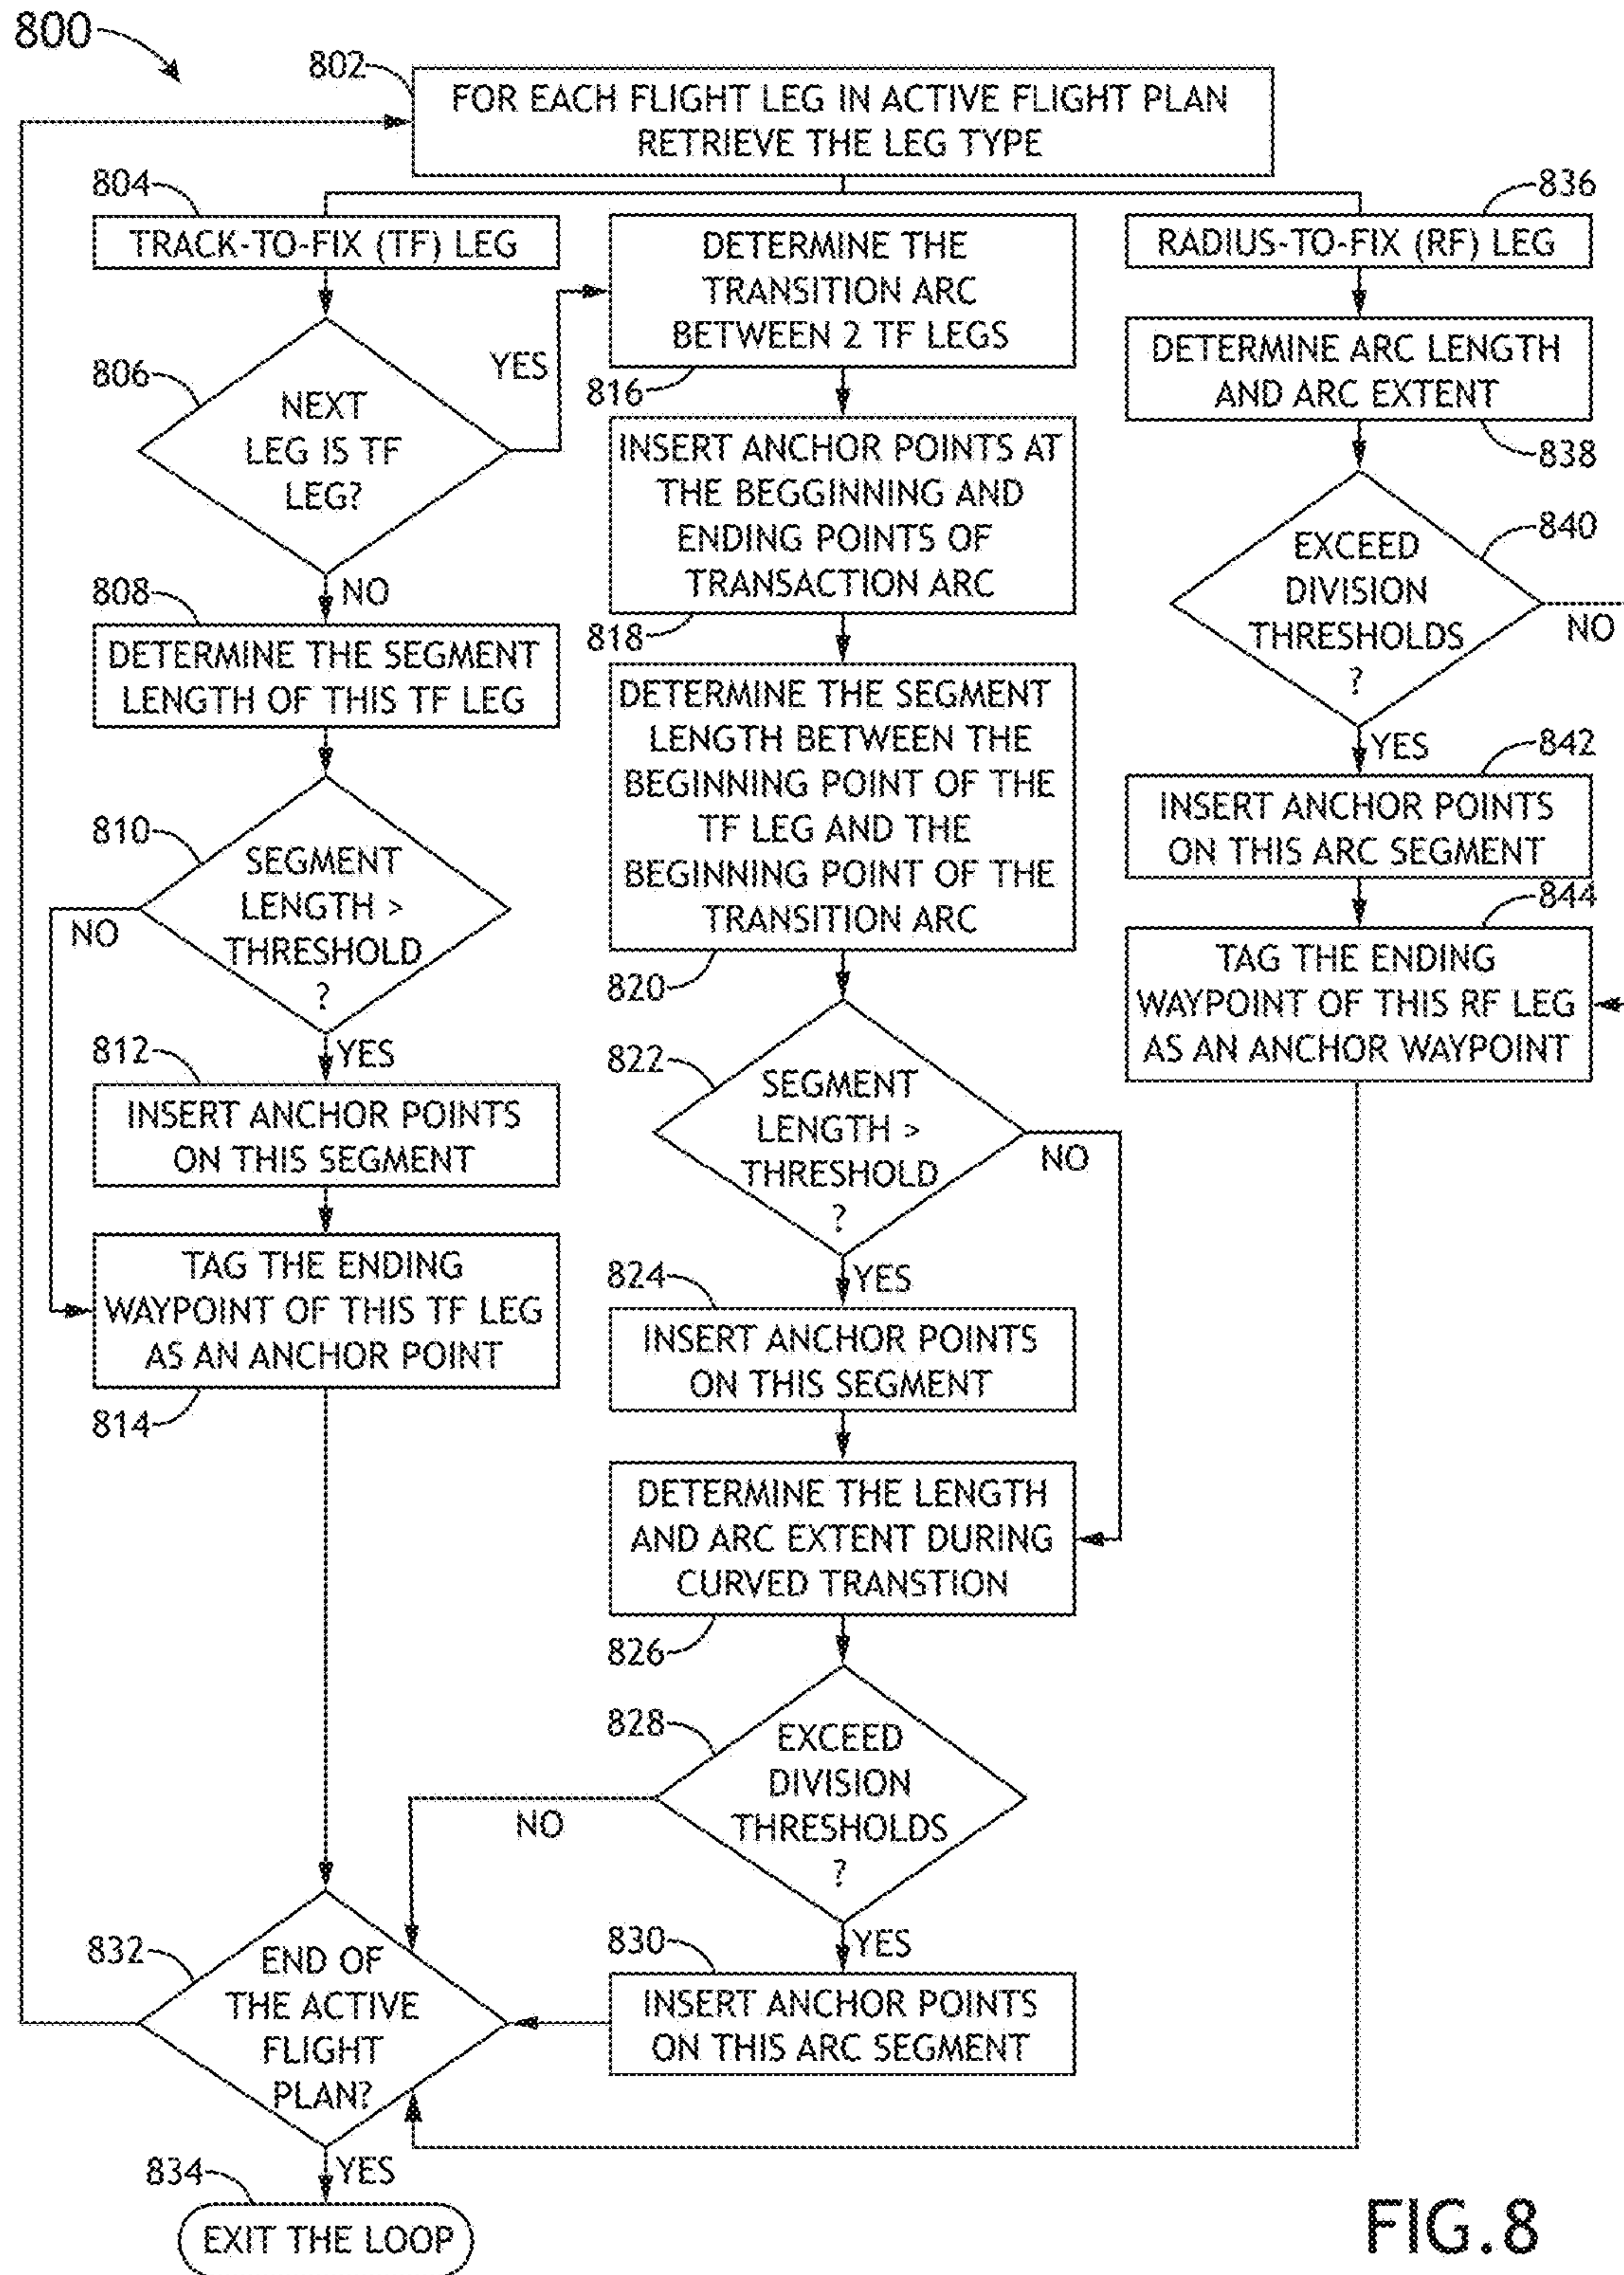 800
802
FOR EACH FLIGHT LEG IN ACTIVE FLIGHT PLAN
RETRIEVE THE LEG TYPE
804
TRACK-TO-FIX (TF) LEG
806
NEXT
LEG IS TF
LEG?
YES
NO
808
DETERMINE THE SEGMENT
LENGTH OF THIS TF LEG
810
SEGMENT
LENGTH >
THRESHOLD
?
NO
YES
812
INSERT ANCHOR POINTS
ON THIS SEGMENT
TAG THE ENDING
WAYPOINT OF THIS TF LEG
AS AN ANCHOR POINT
814
DETERMINE THE
TRANSITION ARC
BETWEEN 2 TF LEGS
816
INSERT ANCHOR POINTS AT
THE BEGGINNING AND
ENDING POINTS OF
TRANSACTION ARC
818
DETERMINE THE SEGMENT
LENGTH BETWEEN THE
BEGINNING POINT OF THE
TF LEG AND THE
BEGINNING POINT OF THE
TRANSITION ARC
820
822
SEGMENT
LENGTH >
THRESHOLD
?
NO
YES
824
INSERT ANCHOR POINTS
ON THIS SEGMENT
DETERMINE THE LENGTH
AND ARC EXTENT DURING
CURVED TRANSTION
826
828
EXCEED
DIVISION
THRESHOLDS
?
NO
YES
830
INSERT ANCHOR POINTS
ON THIS ARC SEGMENT
832
END OF
THE ACTIVE
FLIGHT
PLAN?
YES
834
EXIT THE LOOP
836
RADIUS-TO-FIX (RF) LEG
DETERMINE ARC LENGTH
AND ARC EXTENT
838
840
EXCEED
DIVISION
THRESHOLDS
?
NO
YES
842
INSERT ANCHOR POINTS
ON THIS ARC SEGMENT
844
TAG THE ENDING
WAYPOINT OF THIS RF LEG
AS AN ANCHOR WAYPOINT
FIG.8